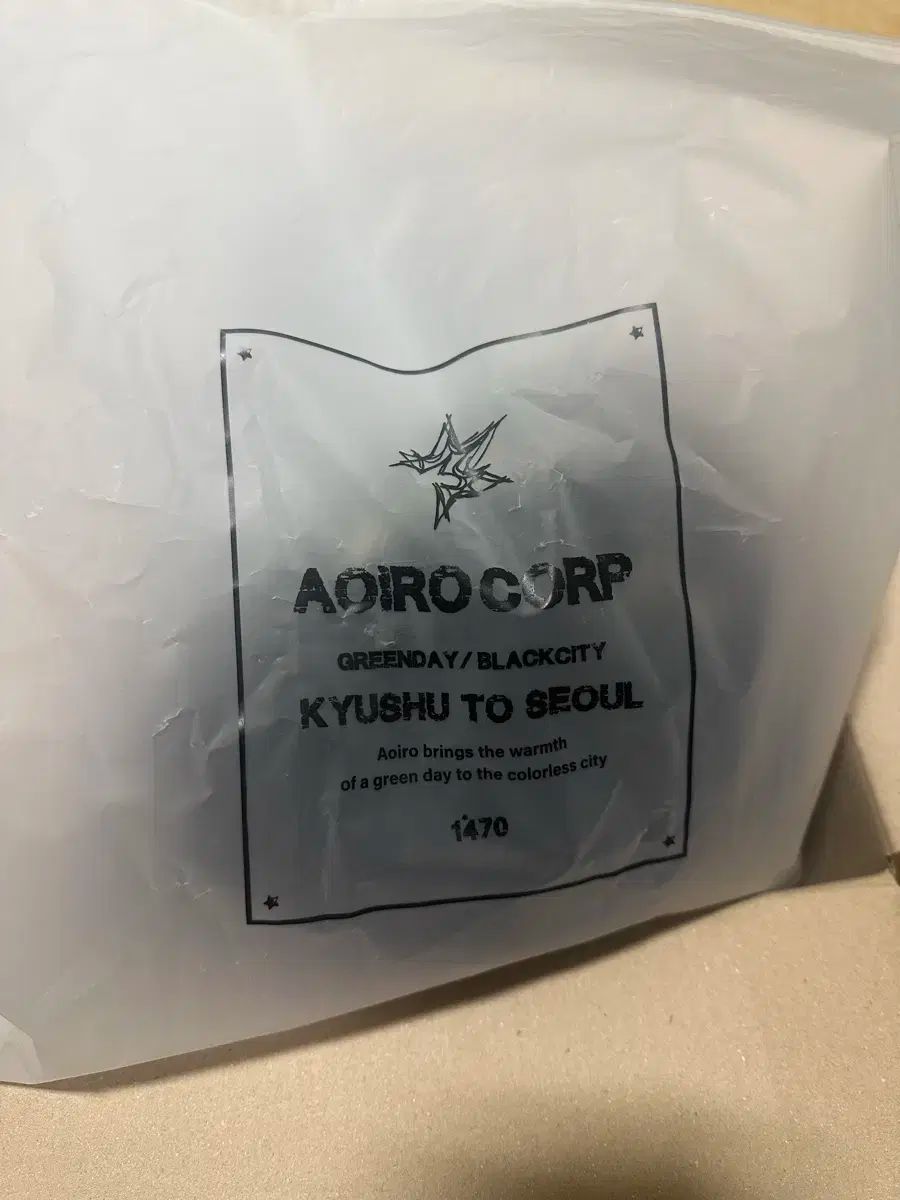 AOIRO CORP
GREENDAY/BLACKCITY
KYUSHU TO SEOUL
Aoiro brings the warmth
of a green day to the colorless city
1470